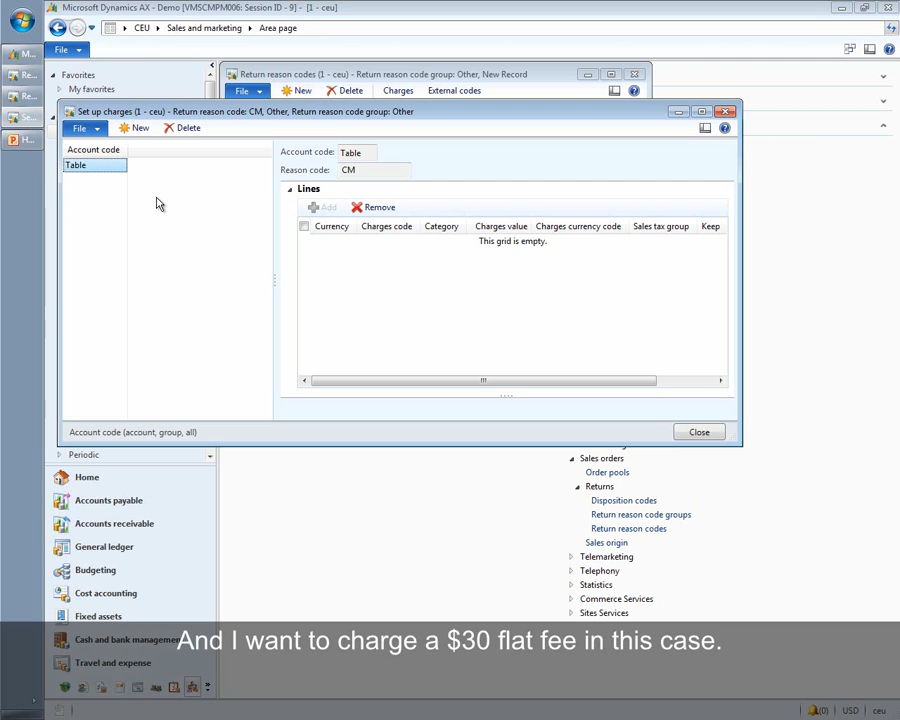 Microsoft Dynamics AX - Demo [VMSCMPM006: Session ID - 9] - [1 - ceu]
CEU
Sales and marketing
Area page
File
M...
Re...
Re...
Se...
H...
Favorites
My favorites
Return reason codes (1 - ceu) - Return reason code group: Other, New Record
File
New
Delete
Charges
External codes
Set up charges (1 - ceu) - Return reason code: CM, Other, Return reason code group: Other
File
New
Delete
Account code
Table
Account code: Table
Reason code: CM
Lines
Add
Remove
Currency
Charges code
Category
Charges value
Charges currency code
Sales tax group
Keep
This grid is empty.
Account code (account, group, all)
Close
Periodic
Home
Accounts payable
Accounts receivable
General ledger
Budgeting
Cost accounting
Fixed assets
Cash and bank management
Travel and expense
Sales orders
Order pools
Returns
Disposition codes
Return reason code groups
Return reason codes
Sales origin
Telemarketing
Telephony
Statistics
Commerce Services
Sites Services
And I want to charge a $30 flat fee in this case.
(0)
USD
ceu